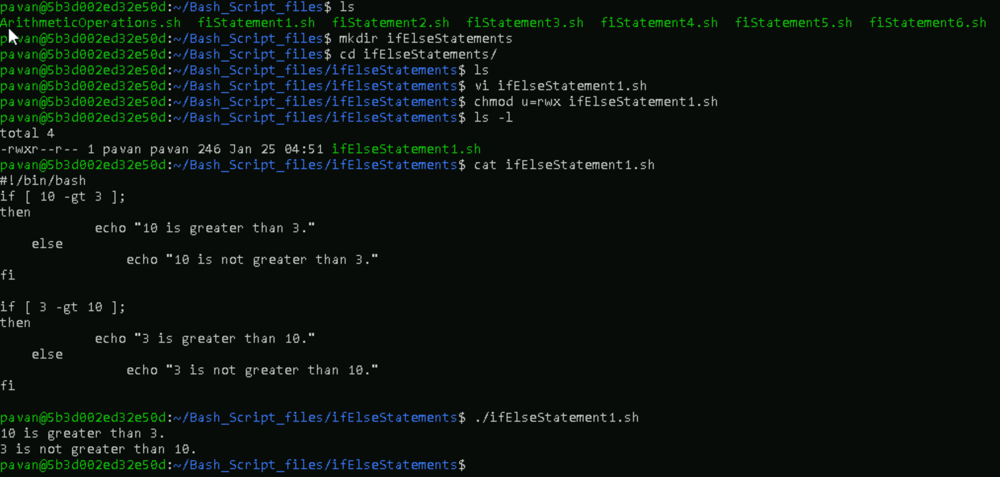 pavan@5b3d002ed32e50d:~/Bash_Script_files$ ls
ArithmeticOperations.sh  fiStatement1.sh  fiStatement2.sh  fiStatement3.sh  fiStatement4.sh  fiStatement5.sh  fiStatement6.sh
pavan@5b3d002ed32e50d:~/Bash_Script_files$ mkdir ifElseStatements
pavan@5b3d002ed32e50d:~/Bash_Script_files$ cd ifElseStatements/
pavan@5b3d002ed32e50d:~/Bash_Script_files/ifElseStatements$ ls
pavan@5b3d002ed32e50d:~/Bash_Script_files/ifElseStatements$ vi ifElseStatement1.sh
pavan@5b3d002ed32e50d:~/Bash_Script_files/ifElseStatements$ chmod u=rwx ifElseStatement1.sh
pavan@5b3d002ed32e50d:~/Bash_Script_files/ifElseStatements$ ls -l
total 4
-rwxr--r-- 1 pavan pavan 246 Jan 25 04:51 ifElseStatement1.sh
pavan@5b3d002ed32e50d:~/Bash_Script_files/ifElseStatements$ cat ifElseStatement1.sh
#!/bin/bash
if [ 10 -gt 3 ];
then
            echo "10 is greater than 3."
    else
                echo "10 is not greater than 3."
fi

if [ 3 -gt 10 ];
then
            echo "3 is greater than 10."
    else
                echo "3 is not greater than 10."
fi

pavan@5b3d002ed32e50d:~/Bash_Script_files/ifElseStatements$ ./ifElseStatement1.sh
10 is greater than 3.
3 is not greater than 10.
pavan@5b3d002ed32e50d:~/Bash_Script_files/ifElseStatements$